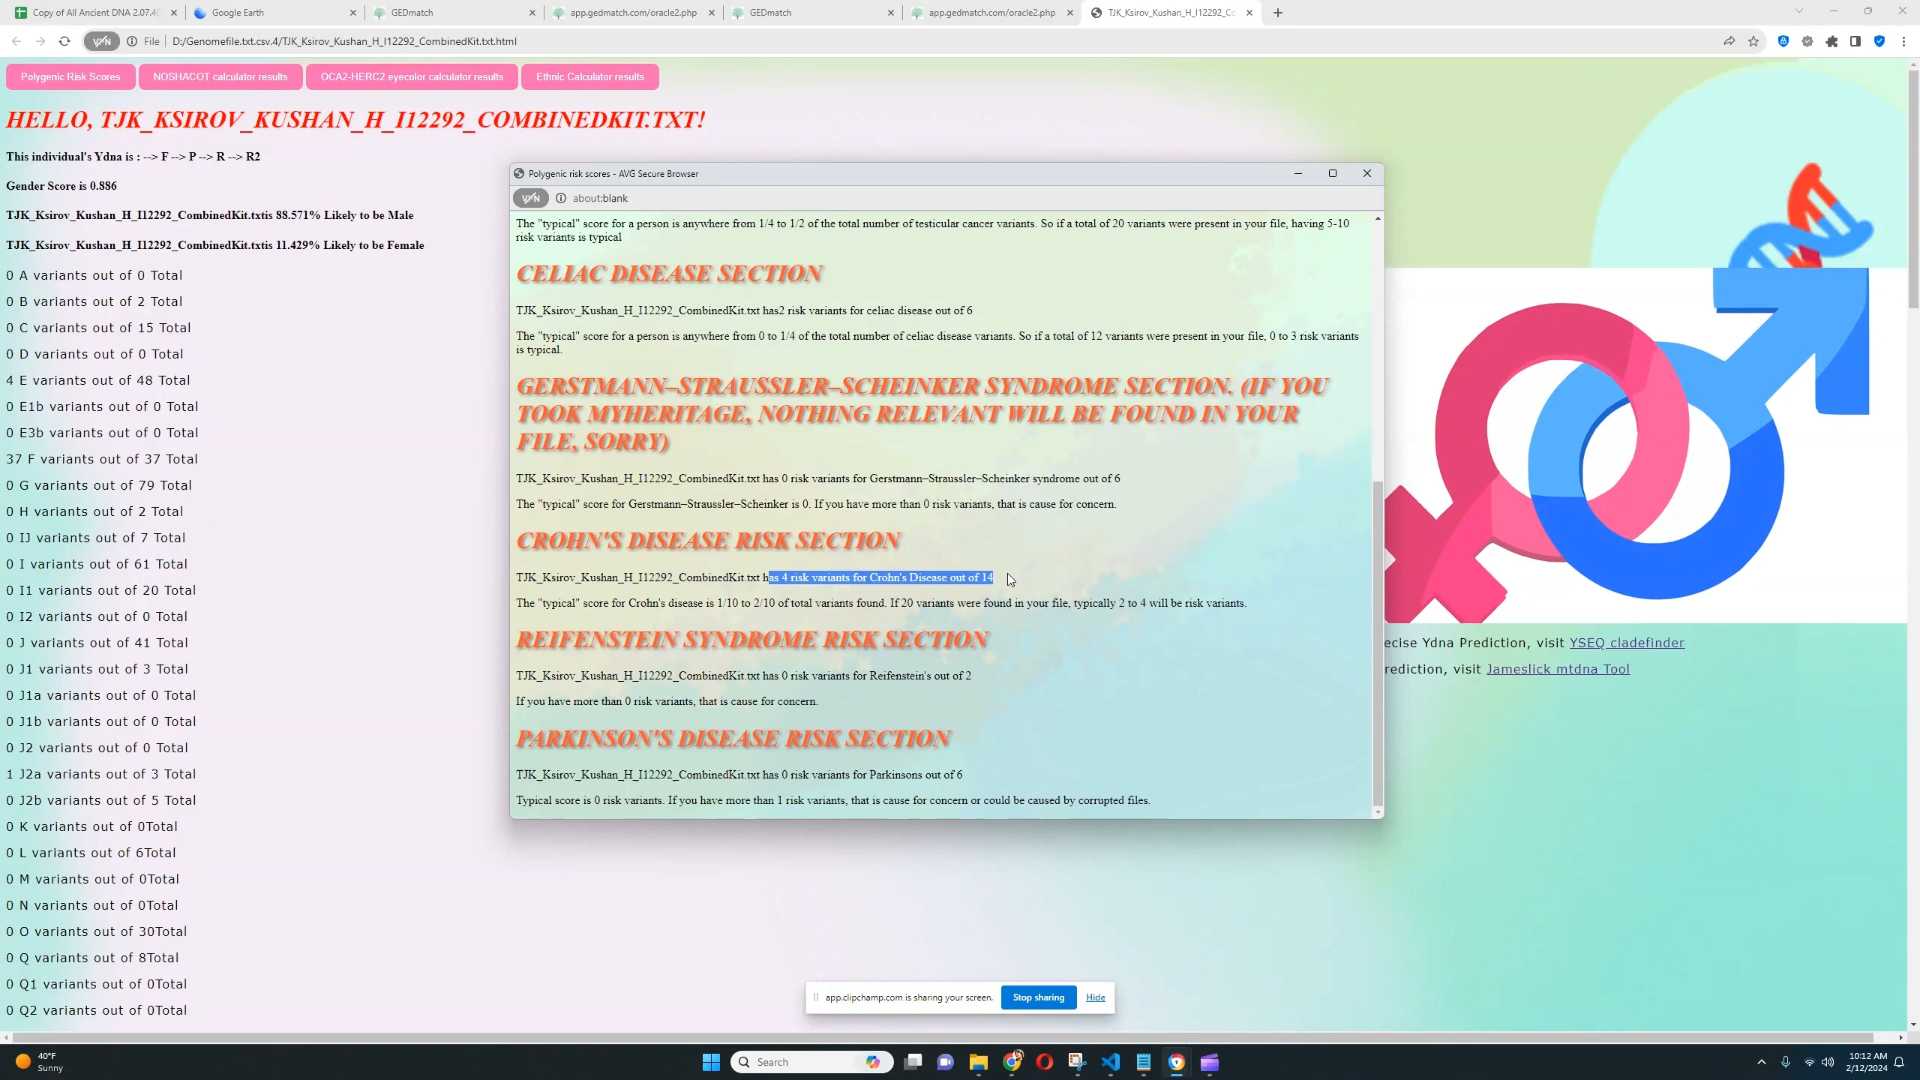 Copy of All Ancient DNA 2.07.40
Google Earth
GEDmatch
app.gedmatch.com/oracle2.php
GEDmatch
app.gedmatch.com/oracle2.php
TJK_Ksirov_Kushan_H_I12292_Co
File
D:/Genomefile.txt.csv.4/TJK_Ksirov_Kushan_H_I12292_CombinedKit.txt.html
Polygenic Risk Scores
NOSHACOT calculator results
OCA2-HERC2 eyecolor calculator results
Ethnic Calculator results
HELLO, TJK_KSIROV_KUSHAN_H_I12292_COMBINEDKIT.TXT!
This individual's Ydna is : --> F --> P --> R --> R2
Gender Score is 0.886
TJK_Ksirov_Kushan_H_I12292_CombinedKit.txtis 88.571% Likely to be Male
TJK_Ksirov_Kushan_H_I12292_CombinedKit.txtis 11.429% Likely to be Female
0 A variants out of 0 Total
0 B variants out of 2 Total
0 C variants out of 15 Total
0 D variants out of 0 Total
4 E variants out of 48 Total
0 E1b variants out of 0 Total
0 E3b variants out of 0 Total
37 F variants out of 37 Total
0 G variants out of 79 Total
0 H variants out of 2 Total
0 IJ variants out of 7 Total
0 I variants out of 61 Total
0 I1 variants out of 20 Total
0 I2 variants out of 0 Total
0 J variants out of 41 Total
0 J1 variants out of 3 Total
0 J1a variants out of 0 Total
0 J1b variants out of 0 Total
0 J2 variants out of 0 Total
1 J2a variants out of 3 Total
0 J2b variants out of 5 Total
0 K variants out of 0Total
0 L variants out of 6Total
0 M variants out of 0Total
0 N variants out of 0Total
0 O variants out of 30Total
0 Q variants out of 8Total
0 Q1 variants out of 0Total
0 Q2 variants out of 0Total
Polygenic risk scores - AVG Secure Browser
about:blank
The "typical" score for a person is anywhere from 1/4 to 1/2 of the total number of testicular cancer variants. So if a total of 20 variants were present in your file, having 5-10
risk variants is typical
CELIAC DISEASE SECTION
TJK_Ksirov_Kushan_H_I12292_CombinedKit.txt has2 risk variants for celiac disease out of 6
The "typical" score for a person is anywhere from 0 to 1/4 of the total number of celiac disease variants. So if a total of 12 variants were present in your file, 0 to 3 risk variants
is typical.
GERSTMANN–STRAUSSLER–SCHEINKER SYNDROME SECTION. (IF YOU
TOOK MYHERITAGE, NOTHING RELEVANT WILL BE FOUND IN YOUR
FILE, SORRY)
TJK_Ksirov_Kushan_H_I12292_CombinedKit.txt has 0 risk variants for Gerstmann–Straussler–Scheinker syndrome out of 6
The "typical" score for Gerstmann–Straussler–Scheinker is 0. If you have more than 0 risk variants, that is cause for concern.
CROHN'S DISEASE RISK SECTION
TJK_Ksirov_Kushan_H_I12292_CombinedKit.txt has 4 risk variants for Crohn's Disease out of 14
The "typical" score for Crohn's disease is 1/10 to 2/10 of total variants found. If 20 variants were found in your file, typically 2 to 4 will be risk variants.
REIFENSTEIN SYNDROME RISK SECTION
TJK_Ksirov_Kushan_H_I12292_CombinedKit.txt has 0 risk variants for Reifenstein's out of 2
If you have more than 0 risk variants, that is cause for concern.
PARKINSON'S DISEASE RISK SECTION
TJK_Ksirov_Kushan_H_I12292_CombinedKit.txt has 0 risk variants for Parkinsons out of 6
Typical score is 0 risk variants. If you have more than 1 risk variants, that is cause for concern or could be caused by corrupted files.
ecise Ydna Prediction, visit YSEQ cladefinder
rediction, visit Jameslick mtdna Tool
app.clipchamp.com is sharing your screen.
Stop sharing
Hide
40°F
Sunny
Search
10:12 AM
2/12/2024